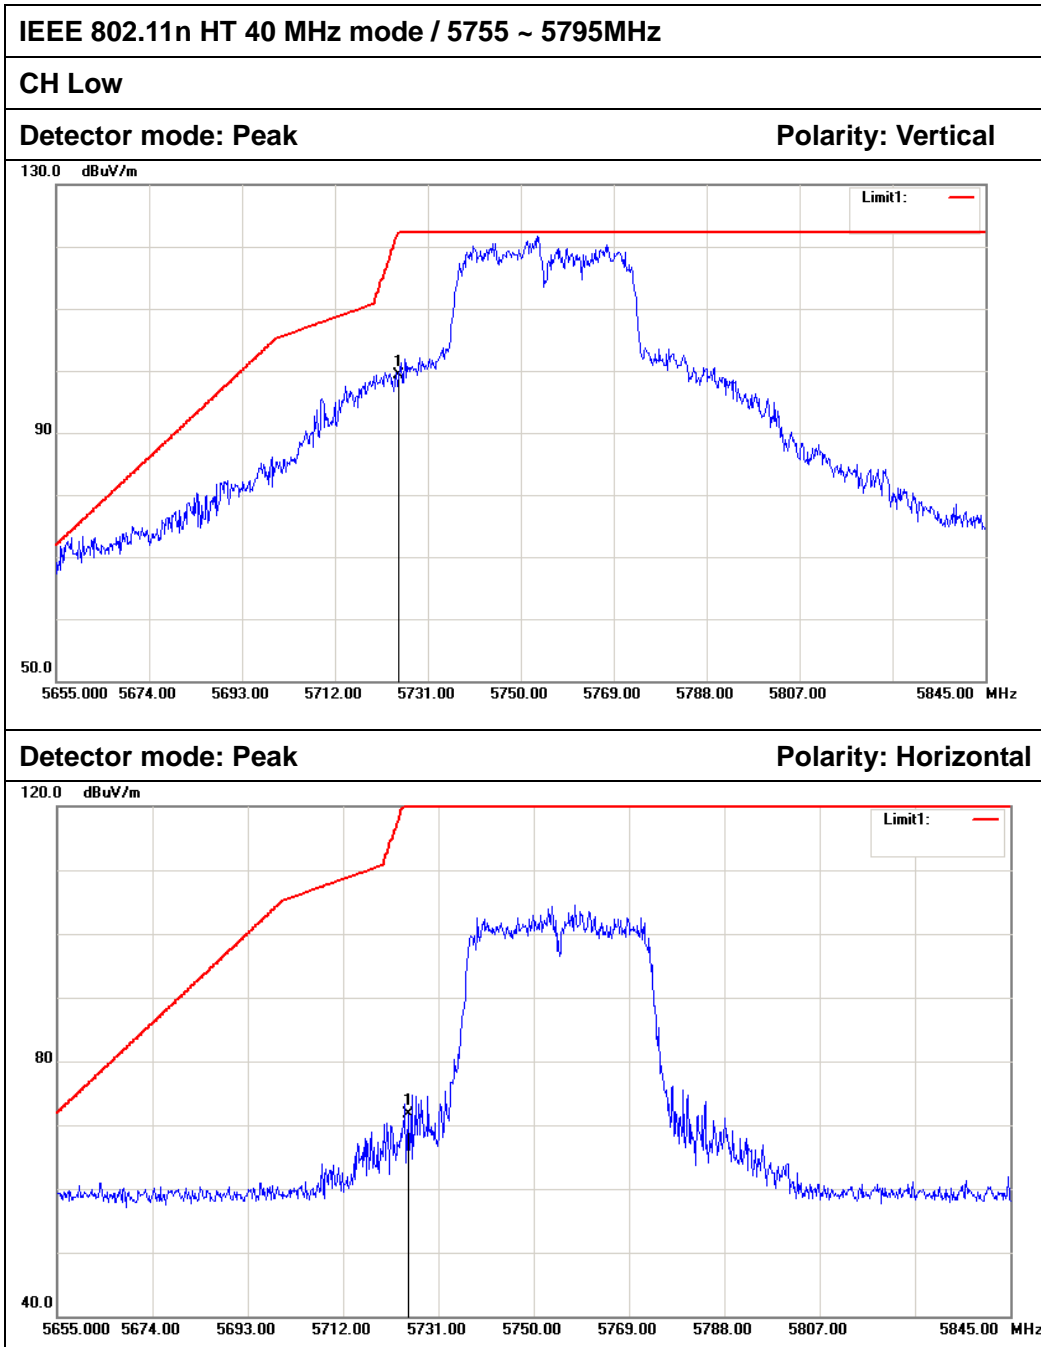 IEEE 802.11n HT 40 MHz mode / 5755 ~ 5795MHz
CH Low
Detector mode: Peak Polarity: Vertical
130.0 dBuV/m
Limit1:
1
90
50.0
5655.000 5674.00 5693.00 5712.00 5731.00 5750.00 5769.00 5788.00 5807.00 5845.00 MHz
Detector mode: Peak Polarity: Horizontal
120.0 dBuV/m
Limit1:
80
1
40.0
5655.000 5674.00 5693.00 5712.00 5731.00 5750.00 5769.00 5788.00 5807.00 5845.00 MHz